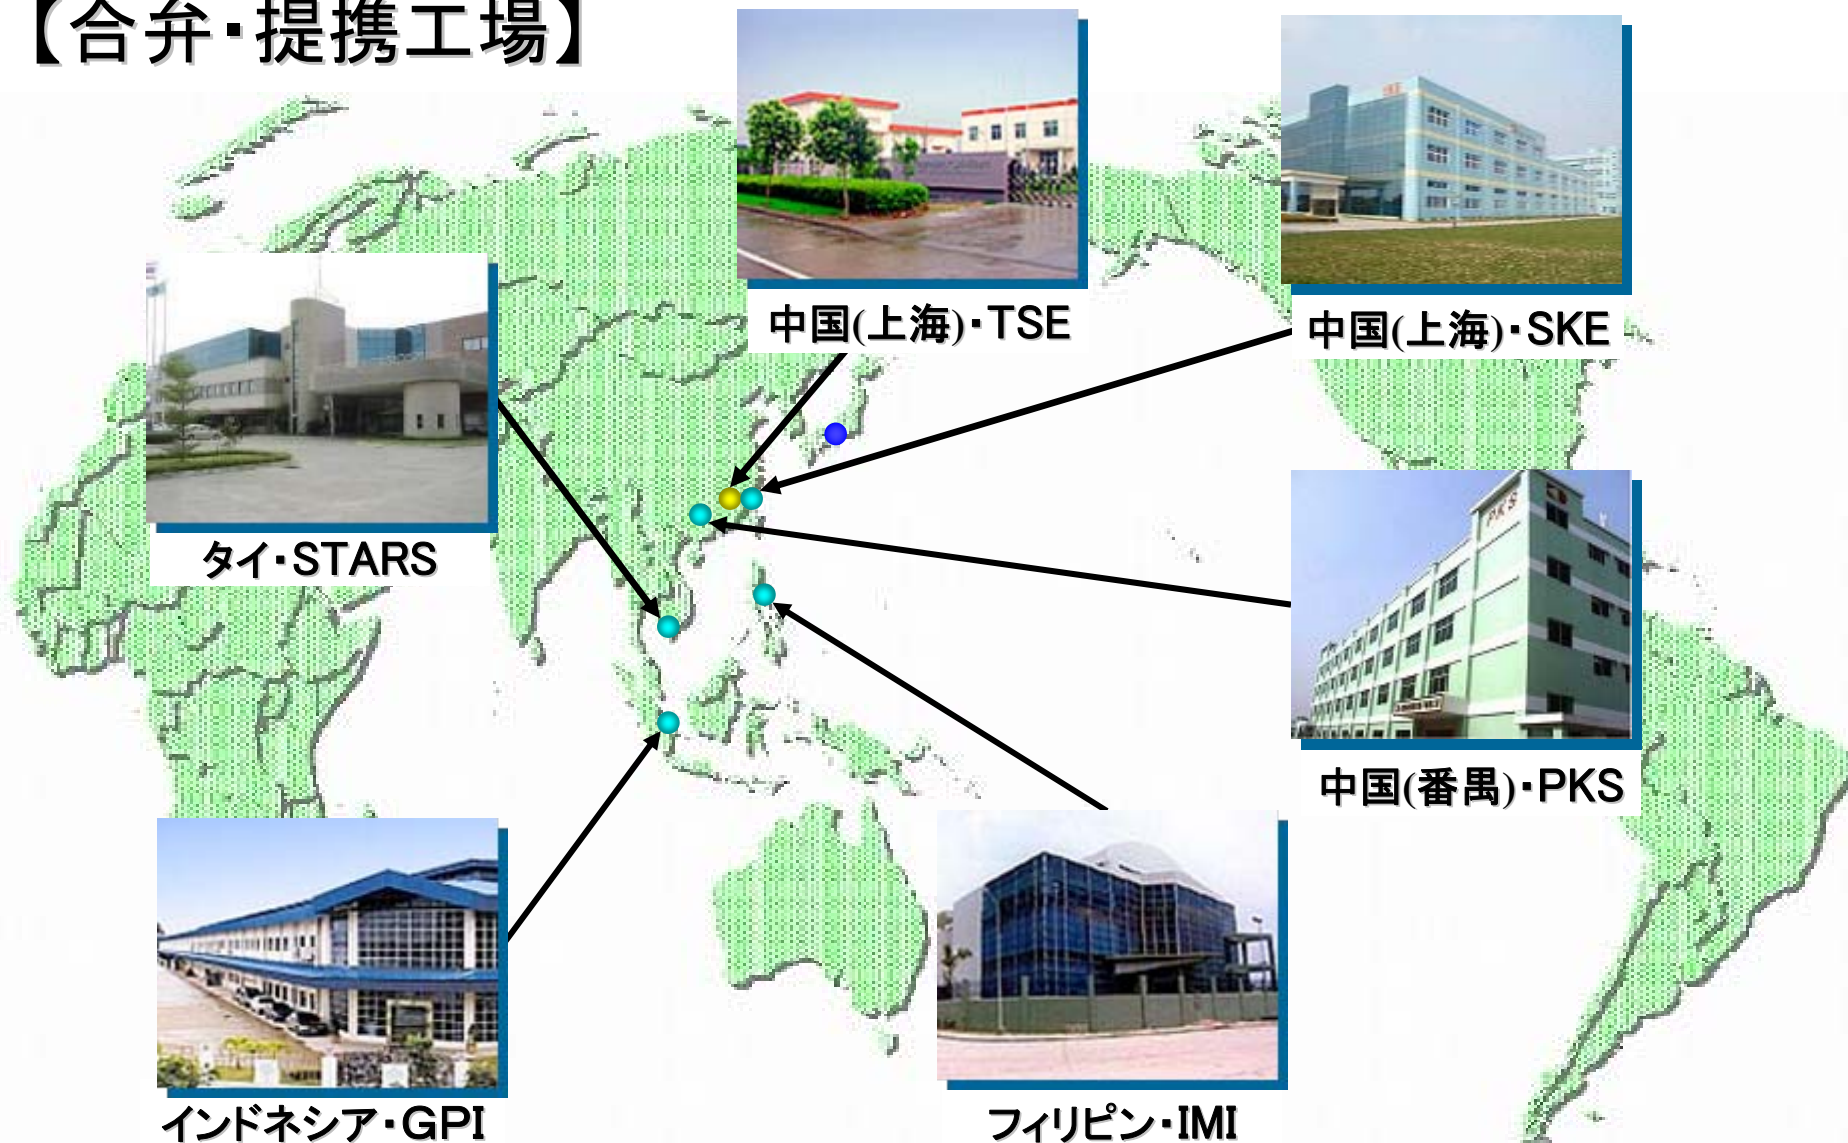 【合弁・提携工場】
中国(上海)・TSE
中国(上海)・SKE
タイ・STARS
PKS
中国(番禺)・PKS
インドネシア・GPI
フィリピン・IMI